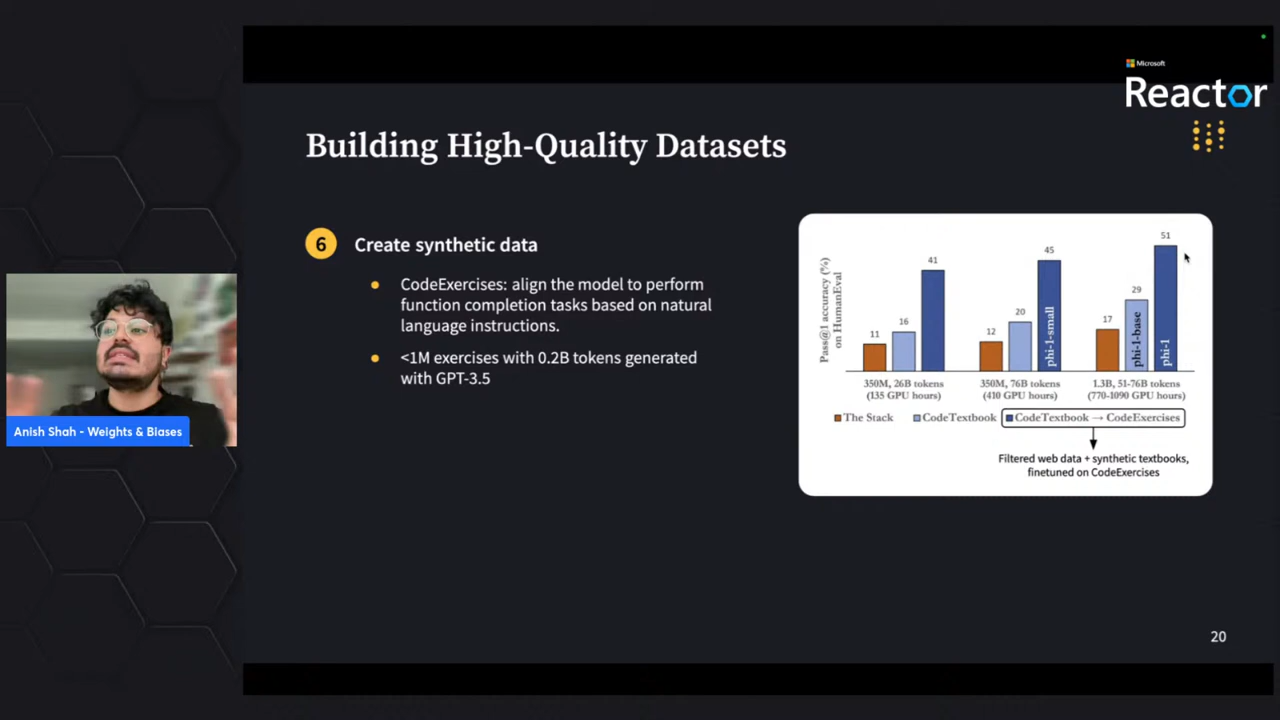 Microsoft
Reactor
Building High-Quality Datasets
6 Create synthetic data
CodeExercises: align the model to perform
function completion tasks based on natural
language instructions.
<1M exercises with 0.2B tokens generated
with GPT-3.5
Pass@1 accuracy (%)
on HumanEval
11
16
41
12
20
45
phi-1-small
17
29
phi-1-base
51
phi-1
350M, 26B tokens
(135 GPU hours)
350M, 76B tokens
(410 GPU hours)
1.3B, 51-76B tokens
(770-1090 GPU hours)
The Stack
CodeTextbook
CodeTextbook → CodeExercises
Filtered web data + synthetic textbooks,
finetuned on CodeExercises
Anish Shah - Weights & Biases
20